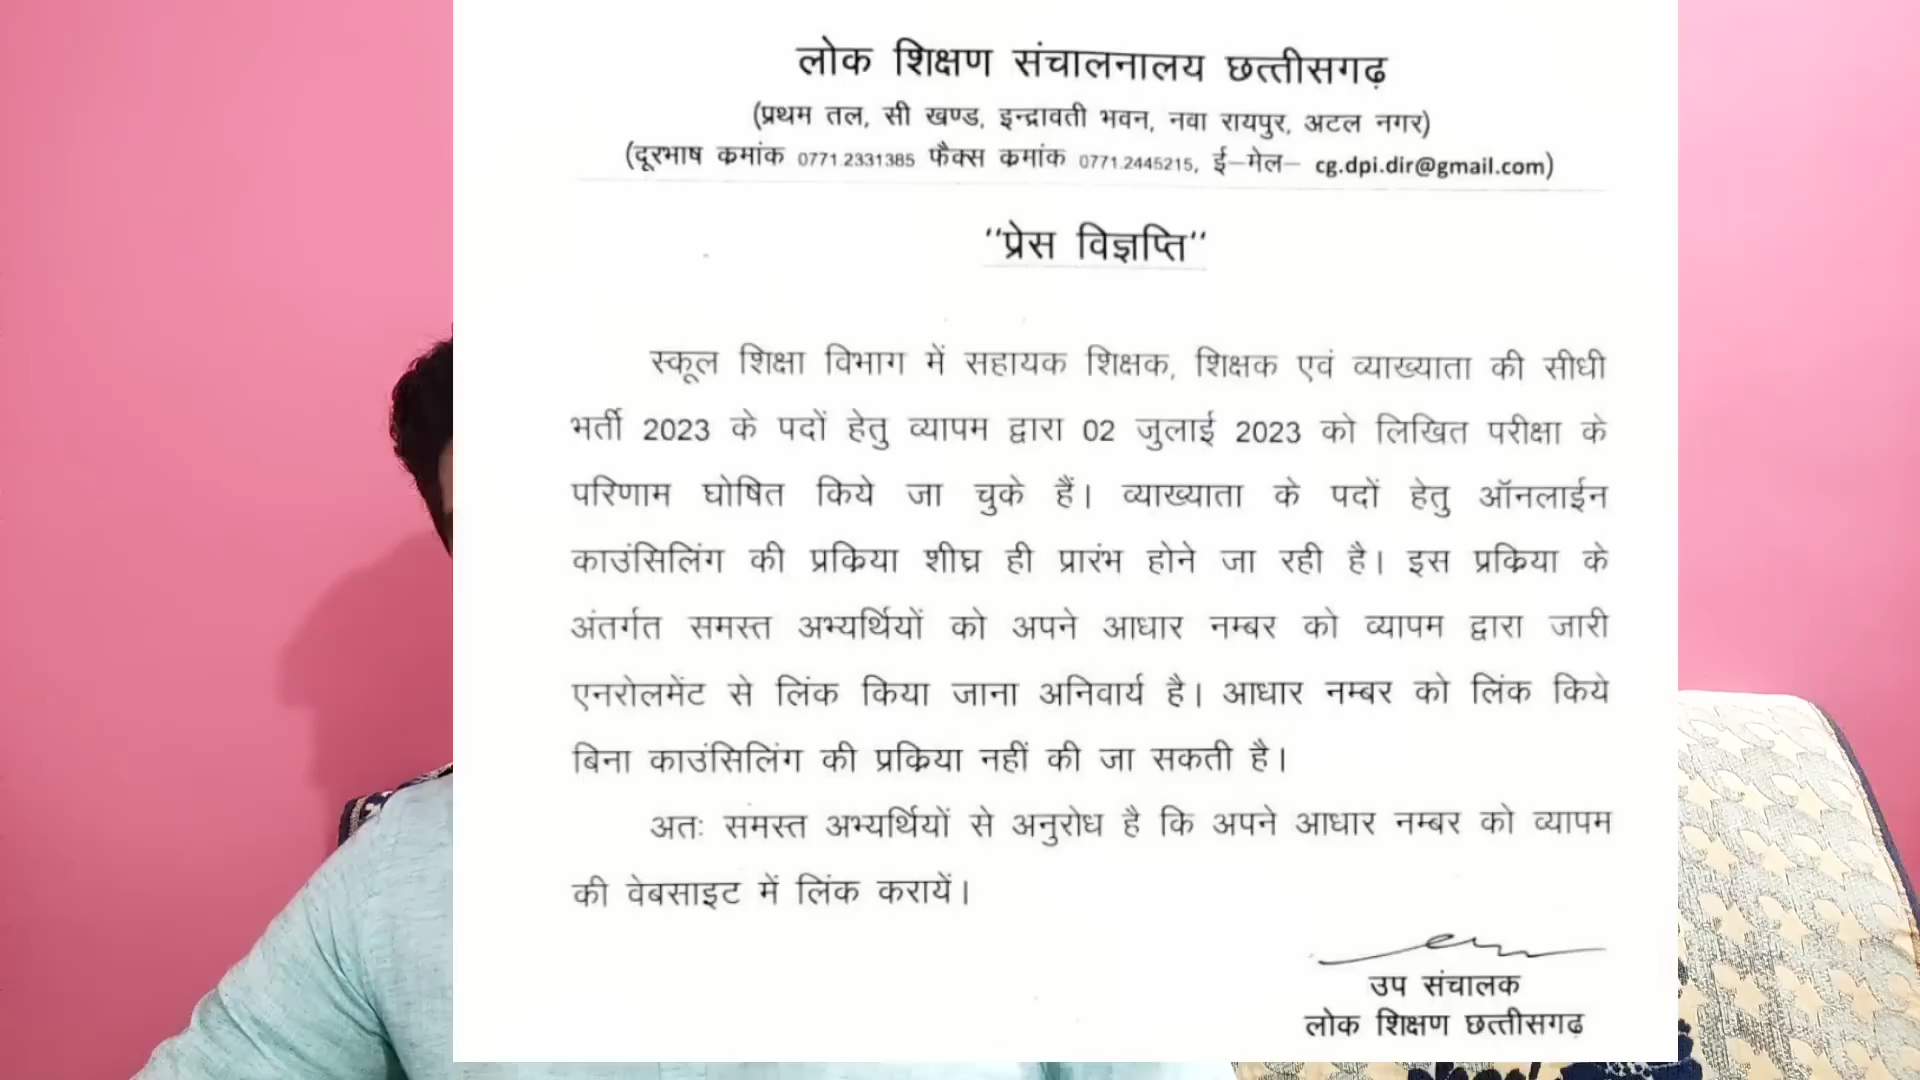 लोक शिक्षण संचालनालय छत्तीसगढ़
(प्रथम तल, सी खण्ड, इन्द्रावती भवन, नवा रायपुर, अटल नगर)
(दूरभाष कमांक 0771.2331385 फैक्स कमांक 0771.2445215, ई–मेल– cg.dpi.dir@gmail.com)
"प्रेस विज्ञप्ति"
स्कूल शिक्षा विभाग में सहायक शिक्षक, शिक्षक एवं व्याख्याता की सीधी
भर्ती 2023 के पदों हेतु व्यापम द्वारा 02 जुलाई 2023 को लिखित परीक्षा के
परिणाम घोषित किये जा चुके हैं। व्याख्याता के पदों हेतु ऑनलाईन
काउंसिलिंग की प्रकिया शीघ्र ही प्रारंभ होने जा रही है। इस प्रकिया के
अंतर्गत समस्त अभ्यर्थियों को अपने आधार नम्बर को व्यापम द्वारा जारी
एनरोलमेंट से लिंक किया जाना अनिवार्य है। आधार नम्बर को लिंक किये
बिना काउंसिलिंग की प्रकिया नहीं की जा सकती है।
अतः समस्त अभ्यर्थियों से अनुरोध है कि अपने आधार नम्बर को व्यापम
की वेबसाइट में लिंक करायें।
उप संचालक
लोक शिक्षण छत्तीसगढ़